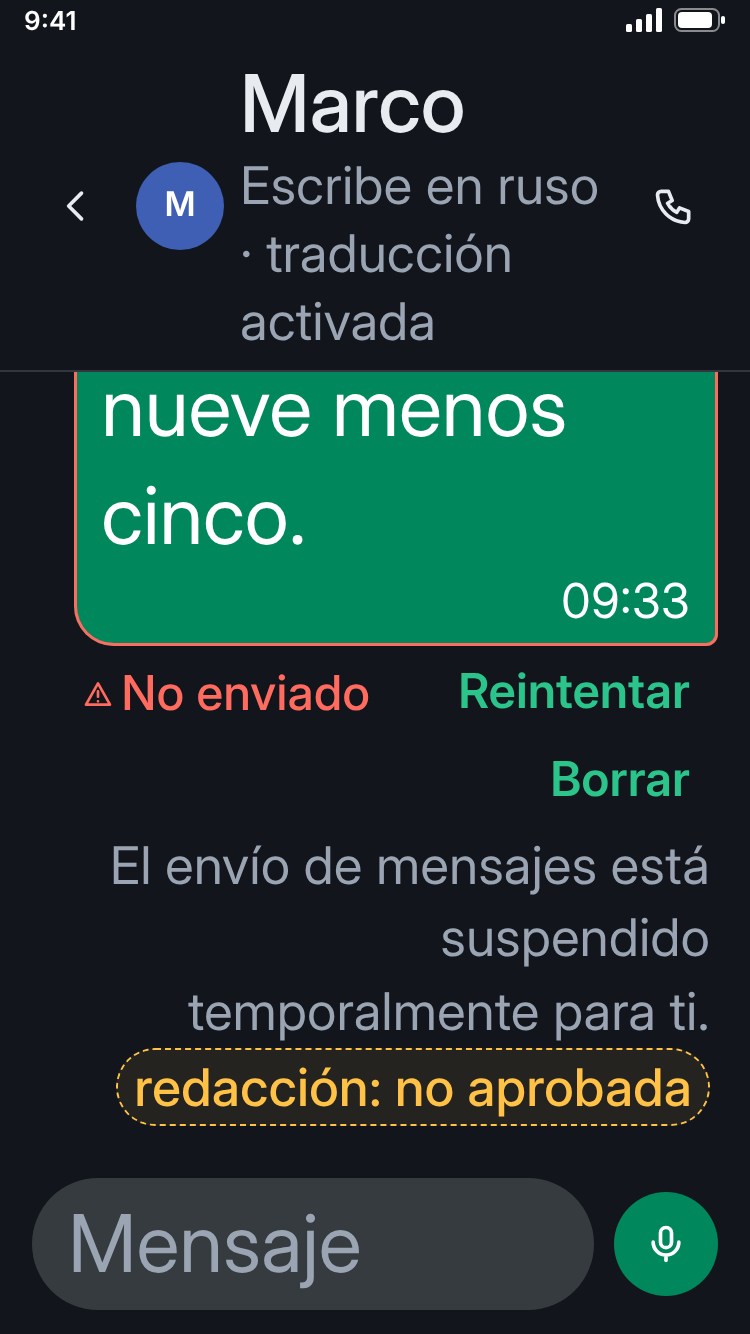 9:41
Marco
M
Escribe en ruso
· traducción
activada
nueve menos
cinco.
09:33
No enviado
Reintentar
Borrar
El envío de mensajes está
suspendido
temporalmente para ti.
redacción: no aprobada
Mensaje